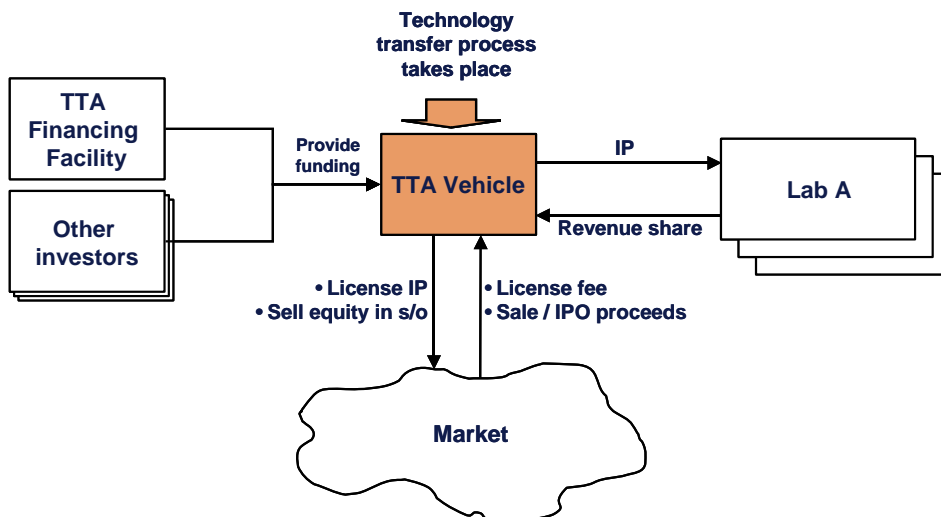 Technology
transfer process
takes place
TTA
Financing
Facility
Other
investors
Provide
funding
TTA Vehicle
IP
Revenue share
Lab A
• License IP
• Sell equity in s/o
• License fee
• Sale / IPO proceeds
Market